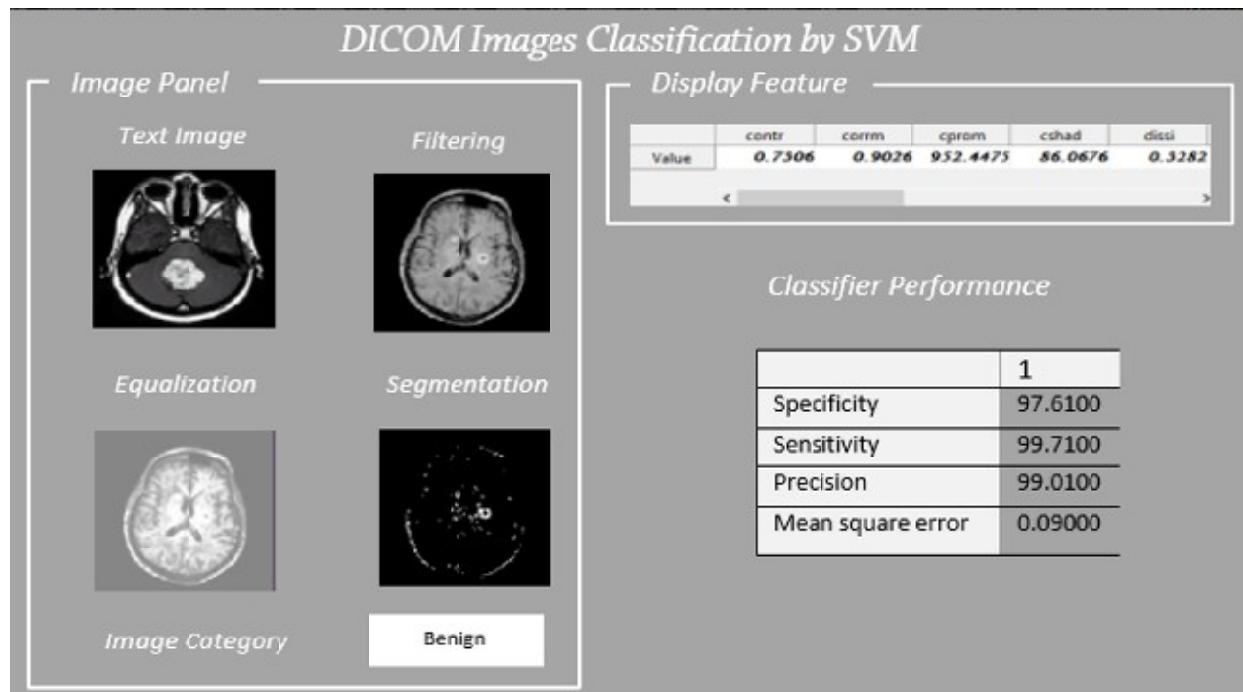 DICOM Images Classification by SVM
Image Panel
Text Image
Filtering
Equalization
Segmentation
Image Category
Benign
Display Feature
contr corrm cprom cshad dissi
Value 0.7306 0.9026 952.4475 86.0676 0.3282
Classifier Performance
1
Specificity 97.6100
Sensitivity 99.7100
Precision 99.0100
Mean square error 0.09000